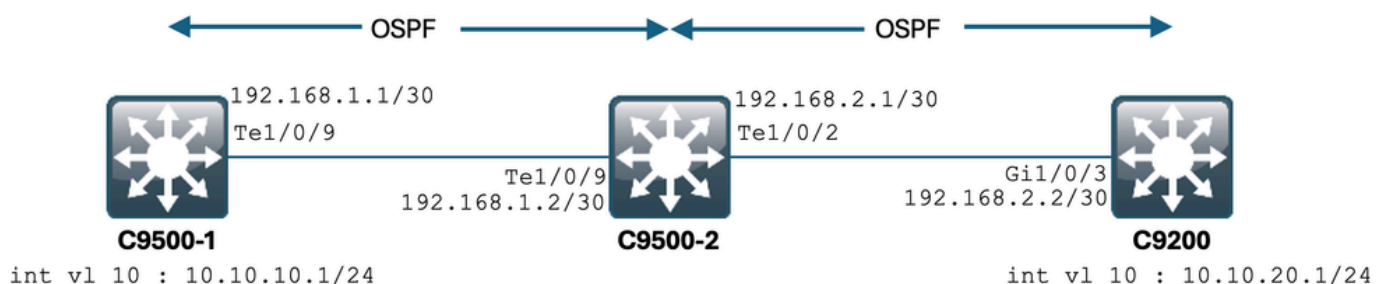 OSPF
OSPF
192.168.1.1/30
Te1/0/9
192.168.2.1/30
Te1/0/2
Te1/0/9
192.168.1.2/30
Gi1/0/3
192.168.2.2/30
C9500-1
C9500-2
C9200
int vl 10 : 10.10.10.1/24
int vl 10 : 10.10.20.1/24